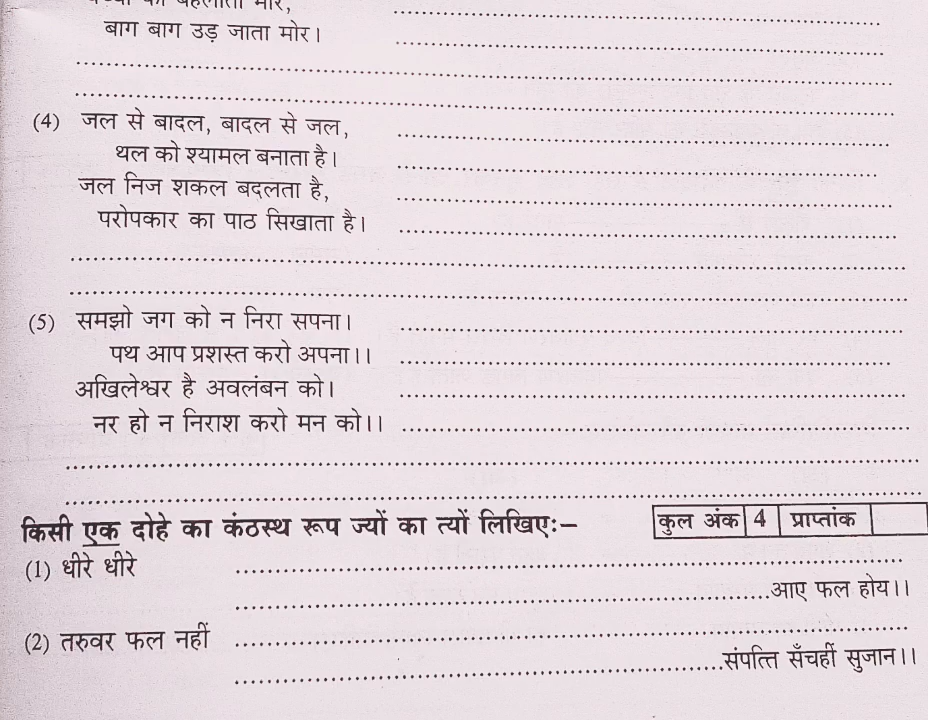 बाग बाग उड़ जाता मोर।
(4) जल से बादल, बादल से जल,
थल को श्यामल बनाता है।
जल निज शकल बदलता है,
परोपकार का पाठ सिखाता है।
(5) समझो जग को न निरा सपना।
पथ आप प्रशस्त करो अपना।।
अखिलेश्वर है अवलंबन को।
नर हो न निराश करो मन को।।
किसी एक दोहे का कंठस्थ रूप ज्यों का त्यों लिखिए:– कुल अंक 4 प्राप्तांक
(1) धीरे धीरे
आए फल होय।।
(2) तरुवर फल नहीं
संपत्ति सँचहीं सुजान।।